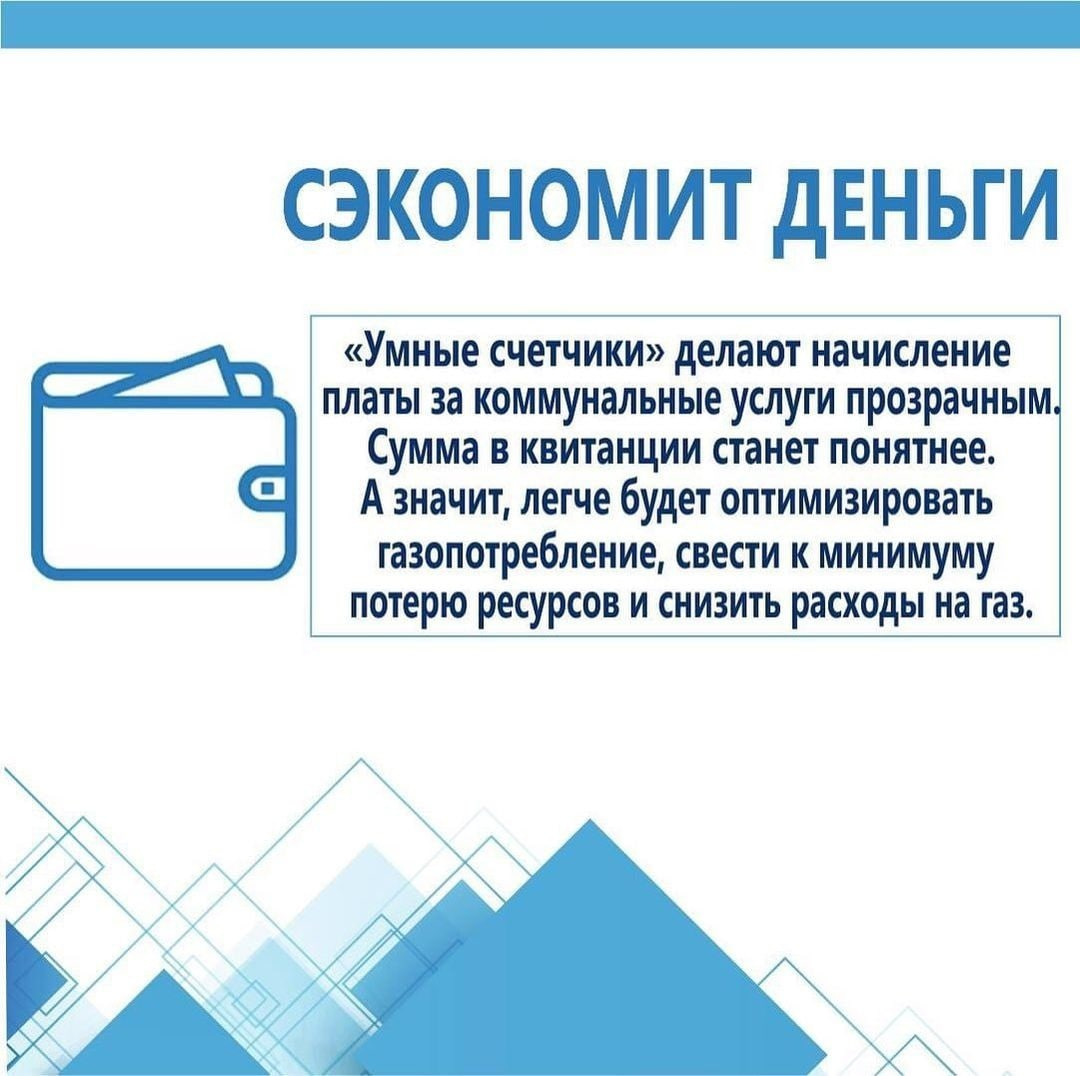 СЭКОНОМИТ ДЕНЬГИ
«Умные счетчики» делают начисление
платы за коммунальные услуги прозрачным.
Сумма в квитанции станет понятнее.
А значит, легче будет оптимизировать
газопотребление, свести к минимуму
потерю ресурсов и снизить расходы на газ.